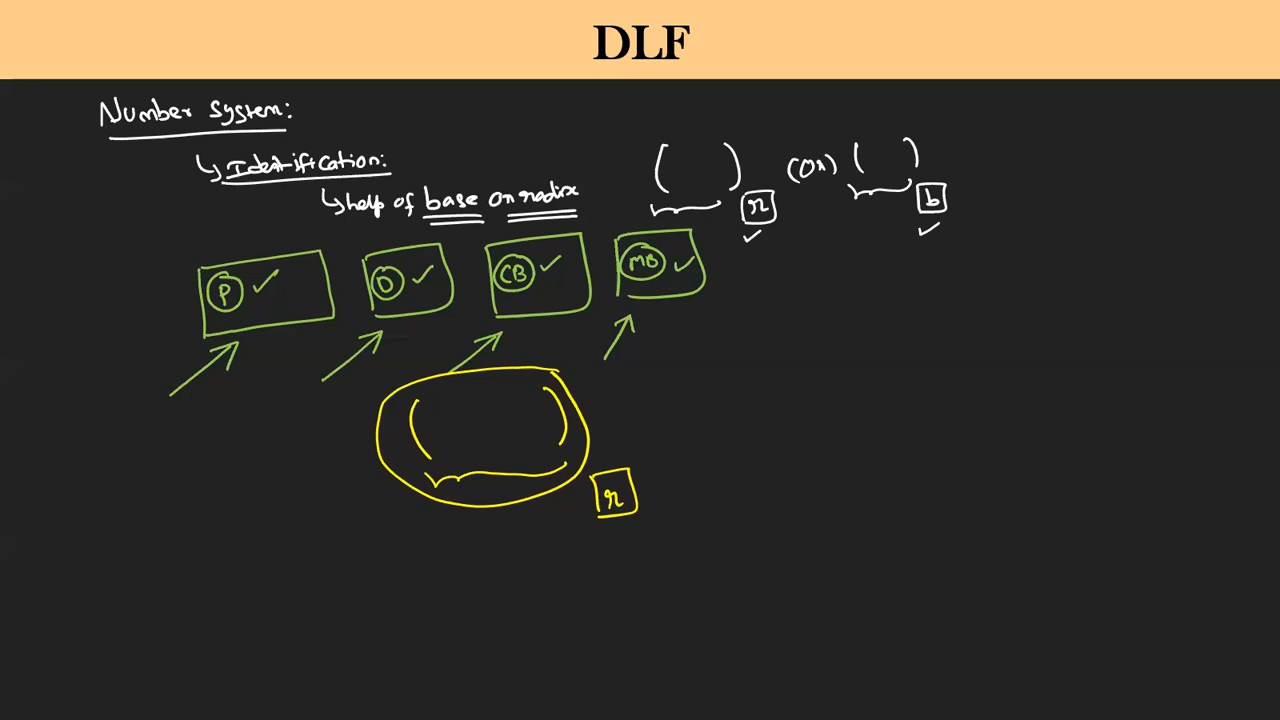 DLF
Number system:
↳ Identification:
↳ help of base or radix
( )r (or) ( )b
P ✓ D ✓ CB ✓ MB ✓
( )r